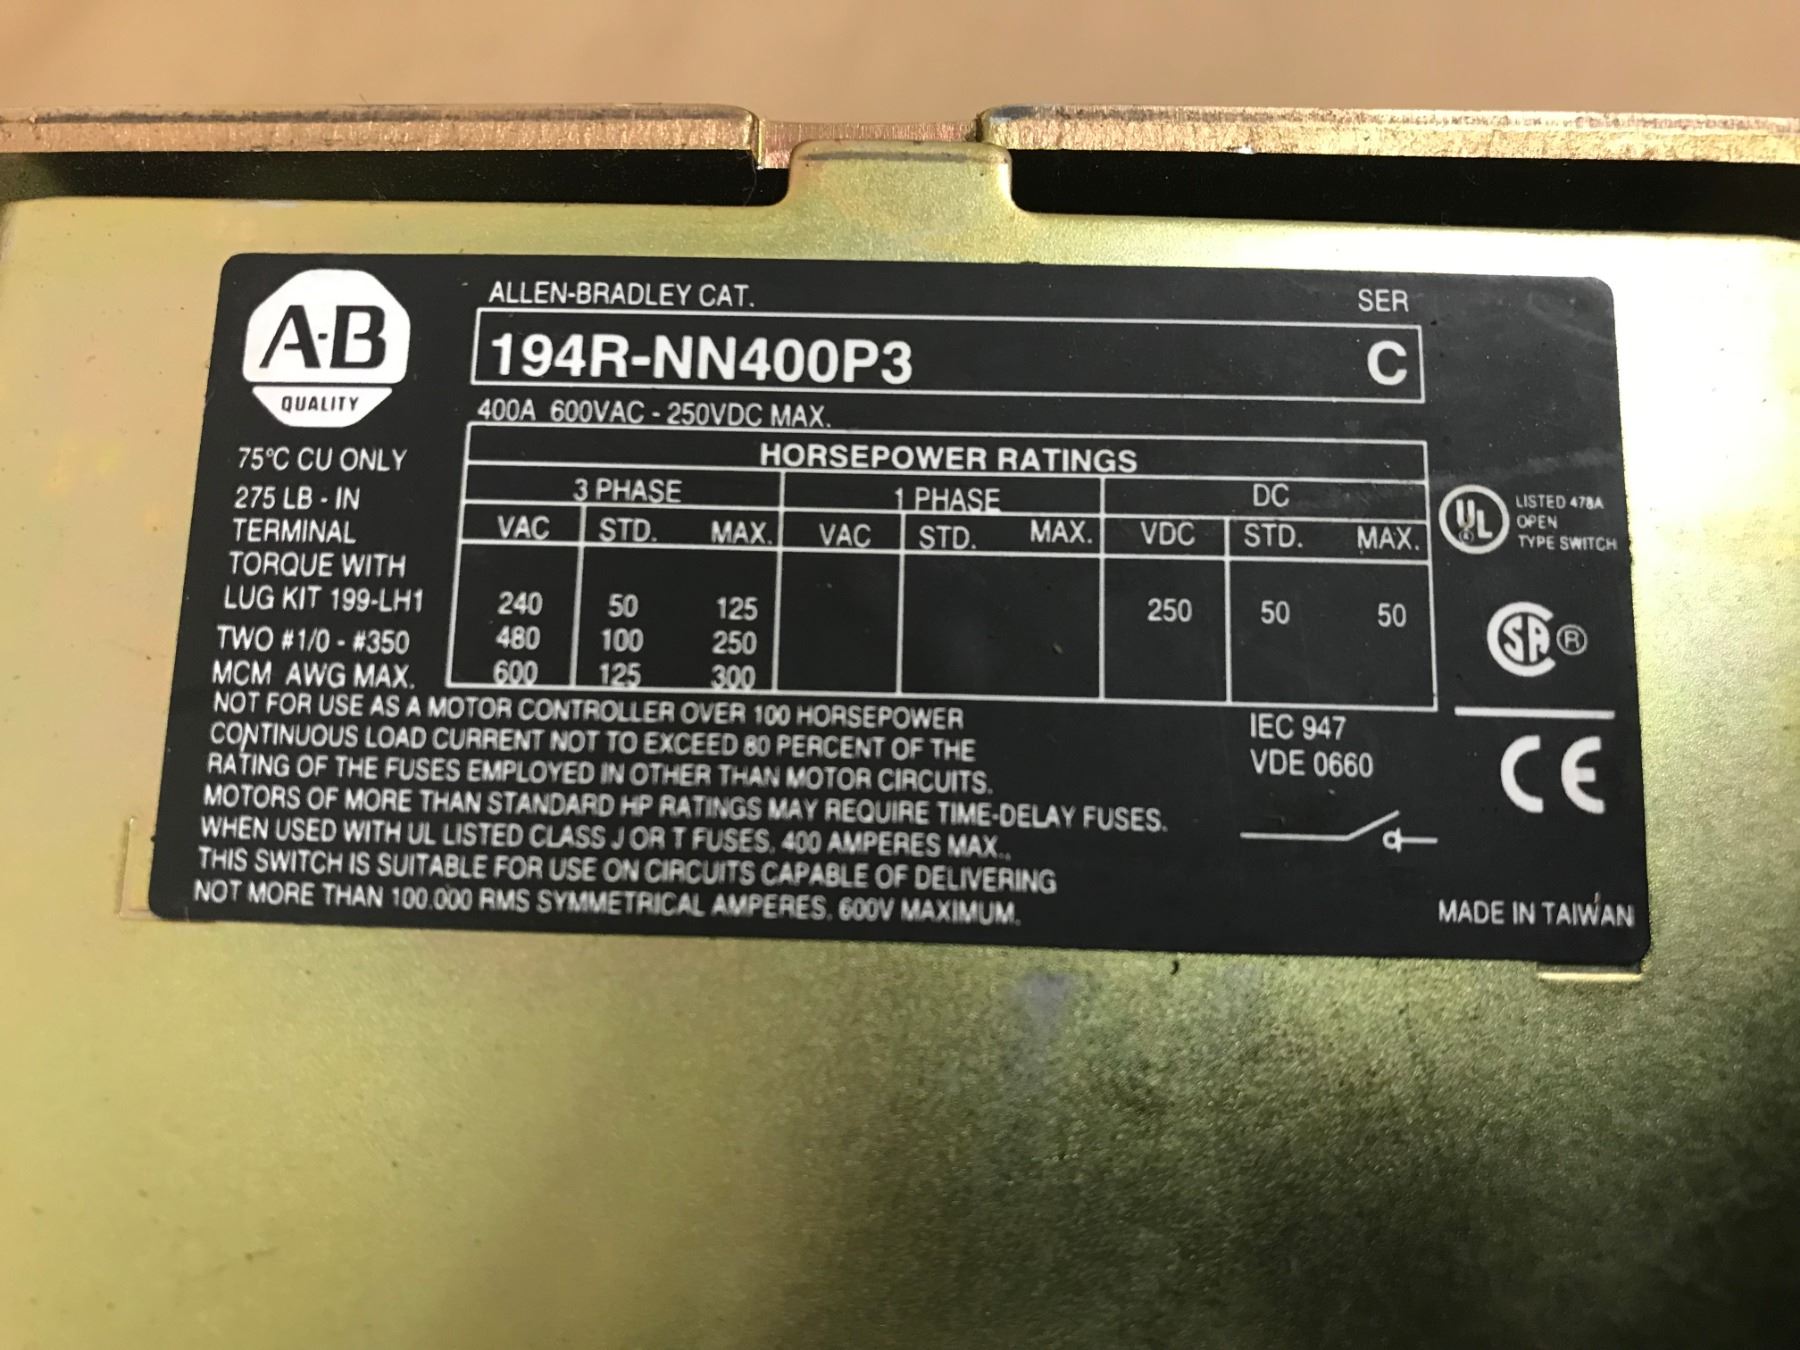 A-B
QUALITY
ALLEN-BRADLEY CAT.
SER
194R-NN400P3
C
400A 600VAC - 250VDC MAX.
75°C CU ONLY
275 LB - IN
TERMINAL
TORQUE WITH
LUG KIT 199-LH1
TWO #1/0 - #350
MCM AWG MAX.
HORSEPOWER RATINGS
3 PHASE 1 PHASE DC
VAC STD. MAX. VAC STD. MAX. VDC STD. MAX.
240 50 125 250 50 50
480 100 250
600 125 300
UL LISTED 478A
OPEN
TYPE SWITCH
SA ®
NOT FOR USE AS A MOTOR CONTROLLER OVER 100 HORSEPOWER
CONTINUOUS LOAD CURRENT NOT TO EXCEED 80 PERCENT OF THE
RATING OF THE FUSES EMPLOYED IN OTHER THAN MOTOR CIRCUITS.
MOTORS OF MORE THAN STANDARD HP RATINGS MAY REQUIRE TIME-DELAY FUSES.
WHEN USED WITH UL LISTED CLASS J OR T FUSES, 400 AMPERES MAX.,
THIS SWITCH IS SUITABLE FOR USE ON CIRCUITS CAPABLE OF DELIVERING
NOT MORE THAN 100,000 RMS SYMMETRICAL AMPERES, 600V MAXIMUM.
IEC 947
VDE 0660
CE
MADE IN TAIWAN